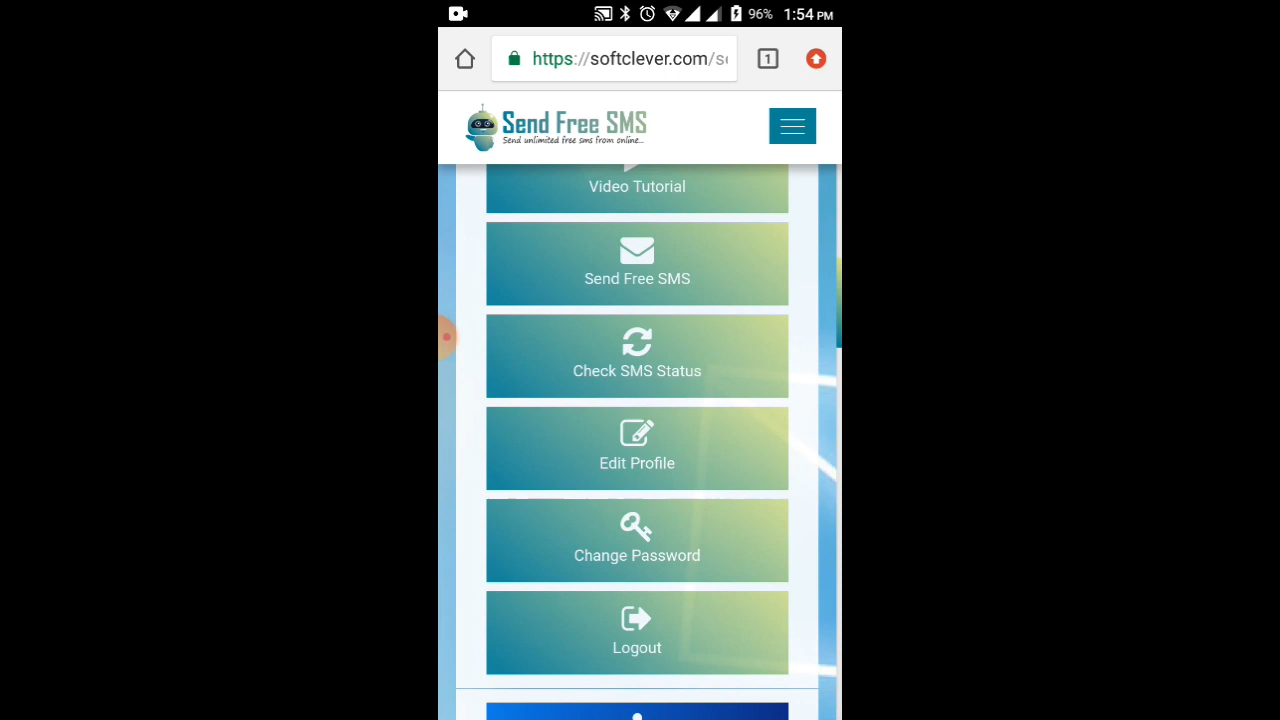 96% 1:54 PM
https://softclever.com/s
1
Send Free SMS
Send unlimited free sms from online...
Video Tutorial
Send Free SMS
Check SMS Status
Edit Profile
Change Password
Logout